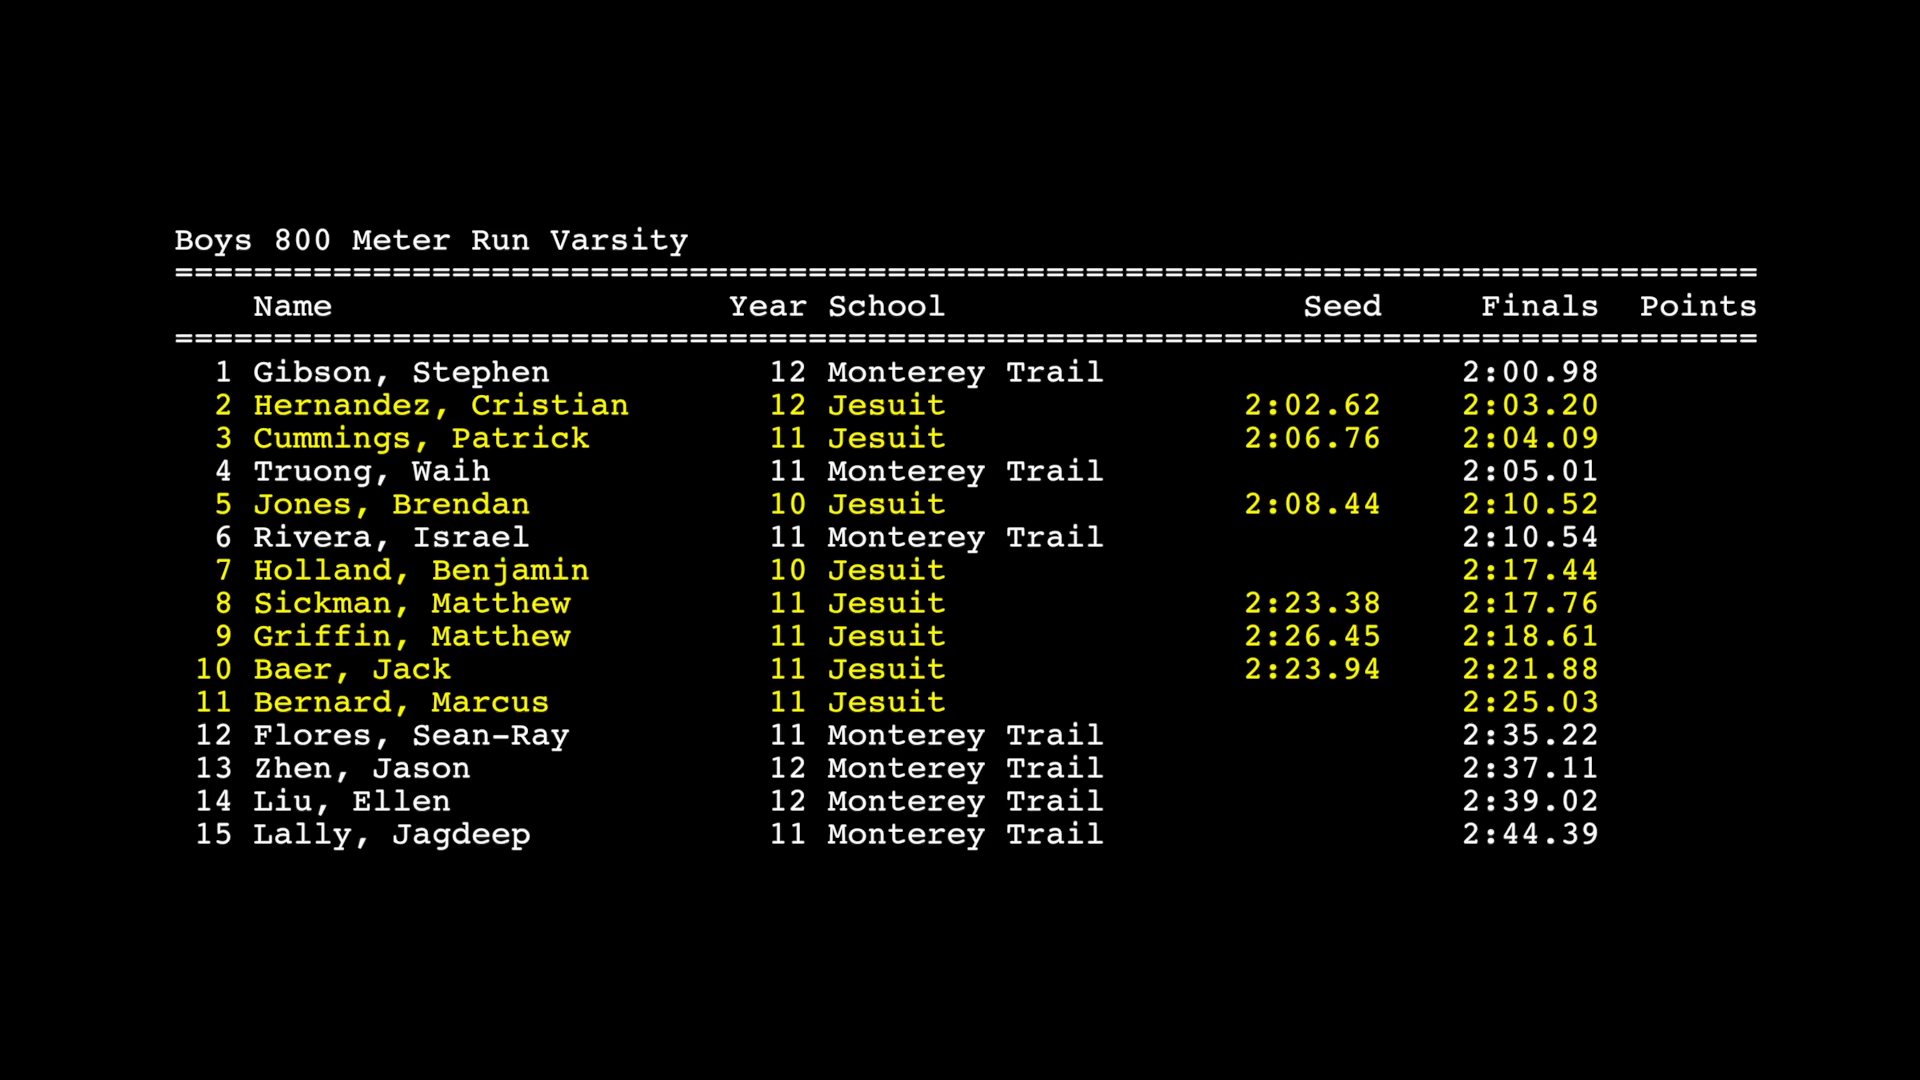 Boys 800 Meter Run Varsity
================================================================================
Name Year School Seed Finals Points
================================================================================
1 Gibson, Stephen 12 Monterey Trail 2:00.98
2 Hernandez, Cristian 12 Jesuit 2:02.62 2:03.20
3 Cummings, Patrick 11 Jesuit 2:06.76 2:04.09
4 Truong, Waih 11 Monterey Trail 2:05.01
5 Jones, Brendan 10 Jesuit 2:08.44 2:10.52
6 Rivera, Israel 11 Monterey Trail 2:10.54
7 Holland, Benjamin 10 Jesuit 2:17.44
8 Sickman, Matthew 11 Jesuit 2:23.38 2:17.76
9 Griffin, Matthew 11 Jesuit 2:26.45 2:18.61
10 Baer, Jack 11 Jesuit 2:23.94 2:21.88
11 Bernard, Marcus 11 Jesuit 2:25.03
12 Flores, Sean-Ray 11 Monterey Trail 2:35.22
13 Zhen, Jason 12 Monterey Trail 2:37.11
14 Liu, Ellen 12 Monterey Trail 2:39.02
15 Lally, Jagdeep 11 Monterey Trail 2:44.39